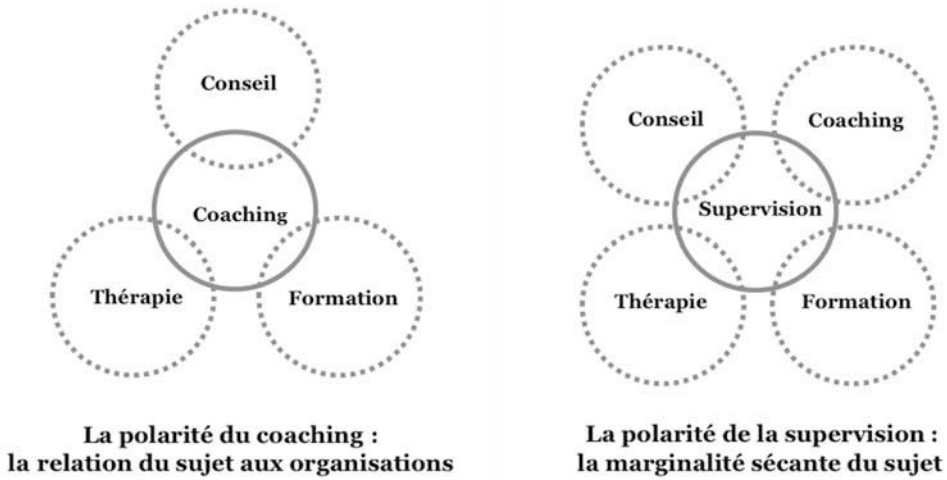 Conseil
Coaching
Thérapie
Formation
La polarité du coaching :
la relation du sujet aux organisations
Conseil
Coaching
Supervision
Thérapie
Formation
La polarité de la supervision :
la marginalité sécante du sujet